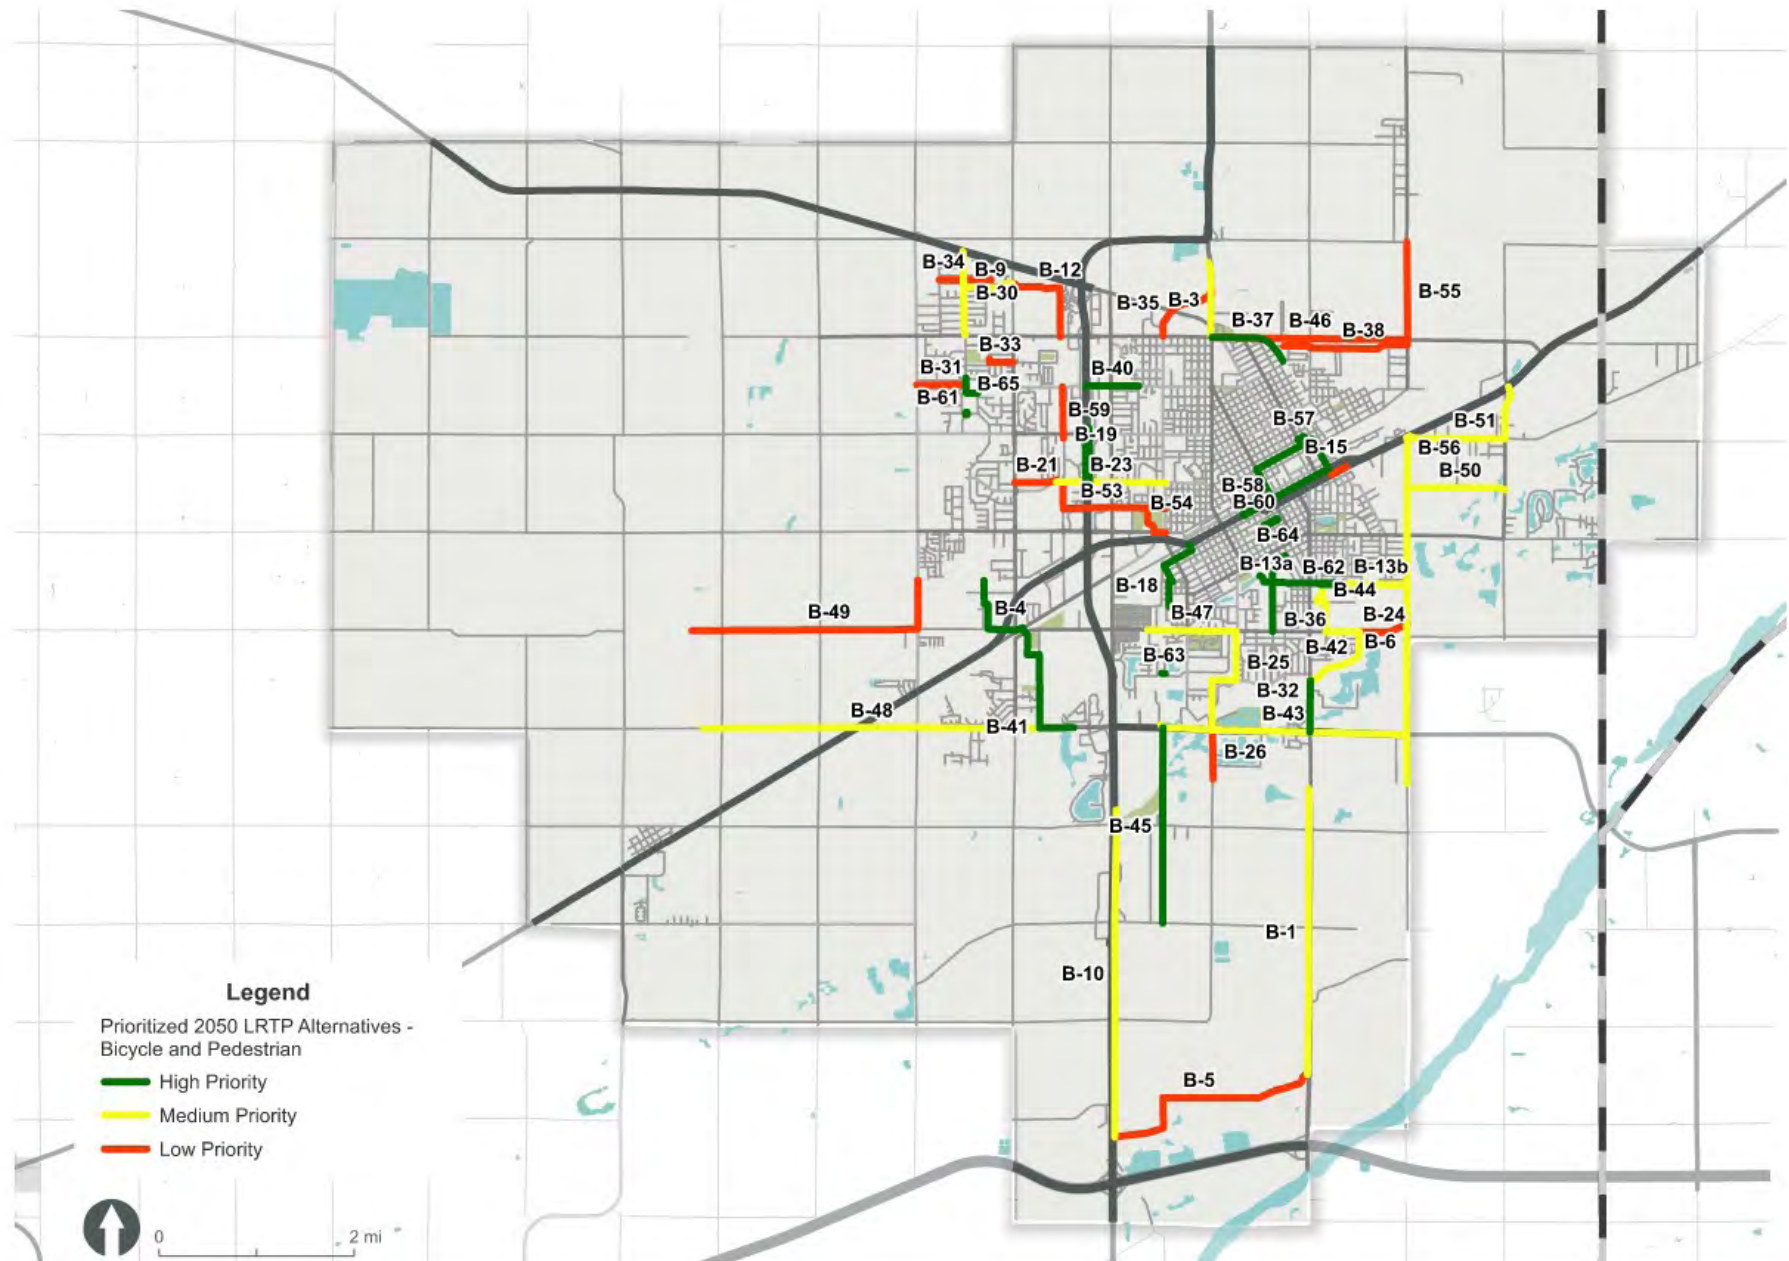 B-34
B-9
B-12
B-30
B-35
B-3
B-55
B-37
B-46
B-38
B-33
B-31
B-65
B-40
B-61
B-59
B-57
B-51
B-19
B-15
B-56
B-21
B-23
B-50
B-53
B-58
B-54
B-60
B-64
B-13a
B-62
B-13b
B-18
B-44
B-49
B-4
B-47
B-36
B-24
B-42
B-6
B-63
B-25
B-32
B-48
B-43
B-41
B-26
B-45
B-1
B-10
B-5
Legend
Prioritized 2050 LRTP Alternatives -
Bicycle and Pedestrian
High Priority
Medium Priority
Low Priority
0 2 mi